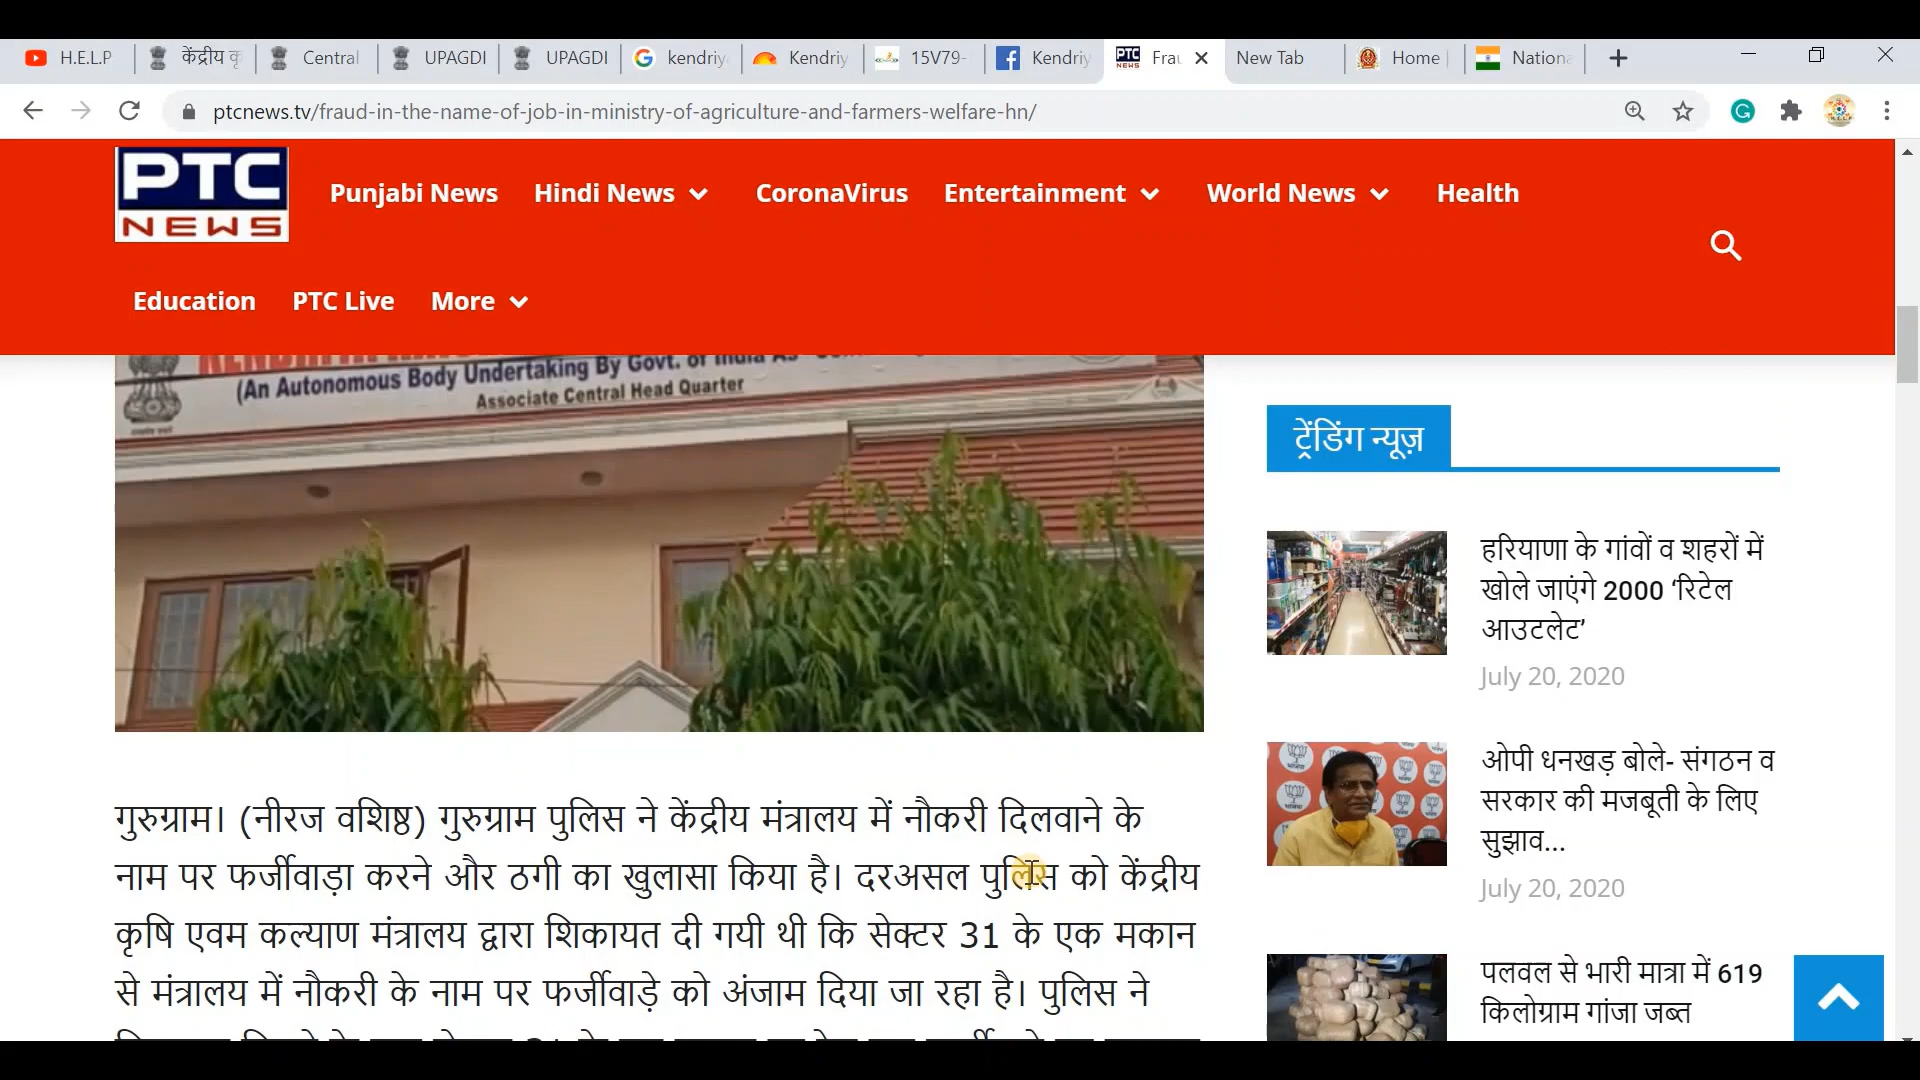 H.E.L.P
केंद्रीय कृ
Central
UPAGDI
UPAGDI
kendriy
Kendriy
15V79-
Kendriy
PTC NEWS
Frau
New Tab
Home
Nationa
ptcnews.tv/fraud-in-the-name-of-job-in-ministry-of-agriculture-and-farmers-welfare-hn/
PTC
NEWS
Punjabi News
Hindi News
CoronaVirus
Entertainment
World News
Health
Education
PTC Live
More
(An Autonomous Body Undertaking By Govt. of India As
Associate Central Head Quarter
गुरुग्राम। (नीरज वशिष्ठ) गुरुग्राम पुलिस ने केंद्रीय मंत्रालय में नौकरी दिलवाने के
नाम पर फर्जीवाड़ा करने और ठगी का खुलासा किया है। दरअसल पुलिस को केंद्रीय
कृषि एवम कल्याण मंत्रालय द्वारा शिकायत दी गयी थी कि सेक्टर 31 के एक मकान
से मंत्रालय में नौकरी के नाम पर फर्जीवाड़े को अंजाम दिया जा रहा है। पुलिस ने
ट्रेंडिंग न्यूज़
हरियाणा के गांवों व शहरों में
खोले जाएंगे 2000 ‘रिटेल
आउटलेट’
July 20, 2020
ओपी धनखड़ बोले- संगठन व
सरकार की मजबूती के लिए
सुझाव...
July 20, 2020
पलवल से भारी मात्रा में 619
किलोग्राम गांजा जब्त